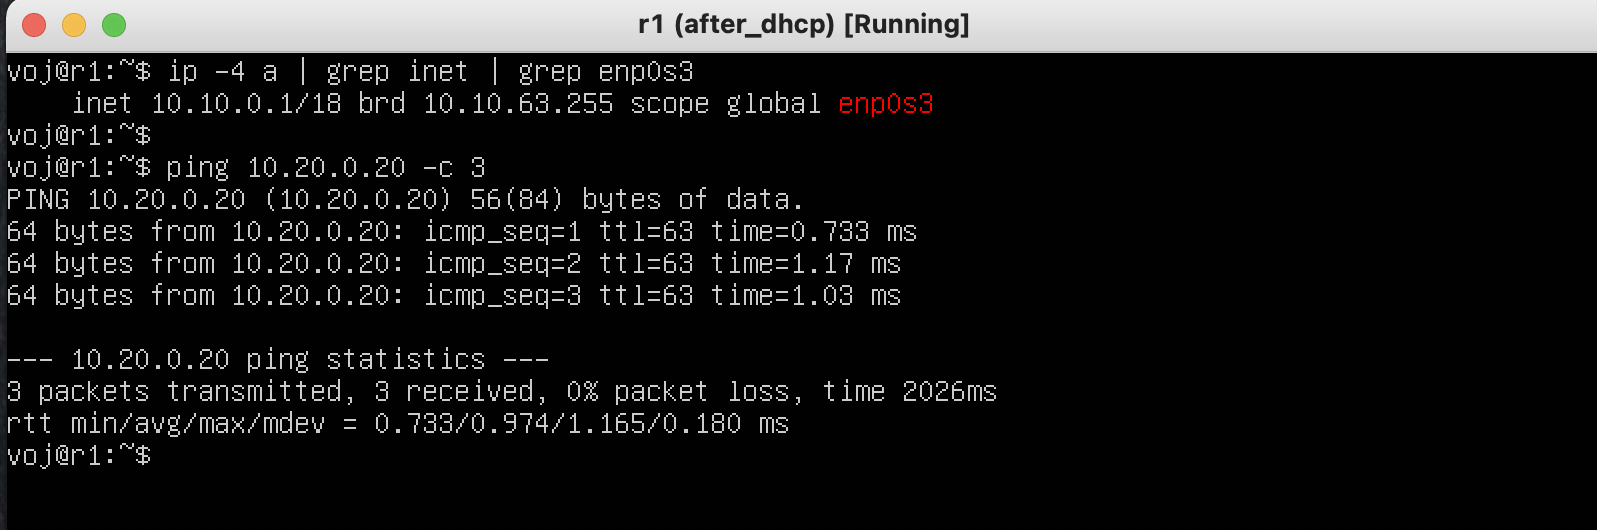 r1 (after_dhcp) [Running]
voj@r1:~$ ip -4 a | grep inet | grep enp0s3
    inet 10.10.0.1/18 brd 10.10.63.255 scope global enp0s3
voj@r1:~$
voj@r1:~$ ping 10.20.0.20 -c 3
PING 10.20.0.20 (10.20.0.20) 56(84) bytes of data.
64 bytes from 10.20.0.20: icmp_seq=1 ttl=63 time=0.733 ms
64 bytes from 10.20.0.20: icmp_seq=2 ttl=63 time=1.17 ms
64 bytes from 10.20.0.20: icmp_seq=3 ttl=63 time=1.03 ms

--- 10.20.0.20 ping statistics ---
3 packets transmitted, 3 received, 0% packet loss, time 2026ms
rtt min/avg/max/mdev = 0.733/0.974/1.165/0.180 ms
voj@r1:~$